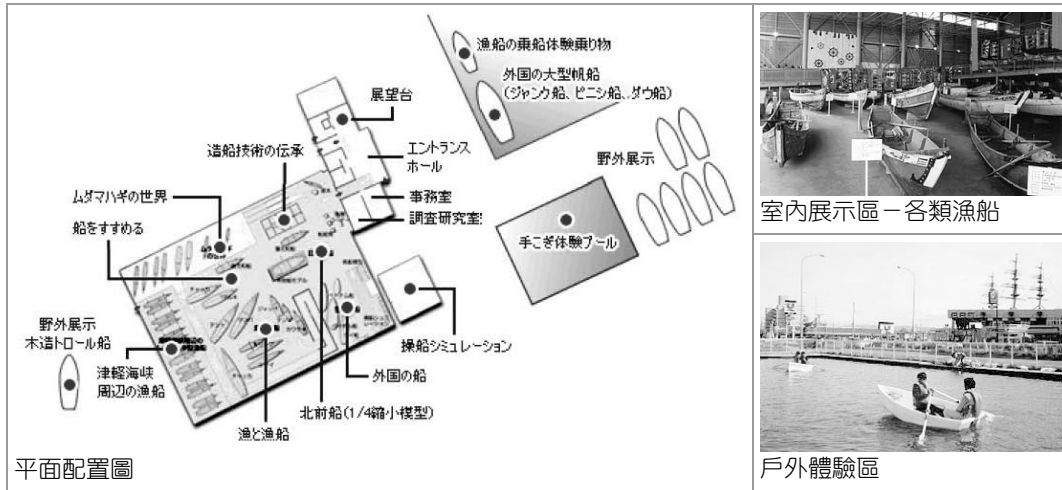 漁船の乗船体験乗り物
外国の大型帆船
(ジャンク船、ピニシ船、ダウ船)
展望台
造船技術の伝承
エントランス
ホール
野外展示
ムダマハギの世界
事務室
調査研究室
船をすすめる
手こぎ体験プール
野外展示
木造トロール船
操船シミュレーション
津軽海峡
周辺の漁船
外国の船
北前船(1/4縮小模型)
漁と漁船
平面配置圖
室內展示區－各類漁船
戶外體驗區